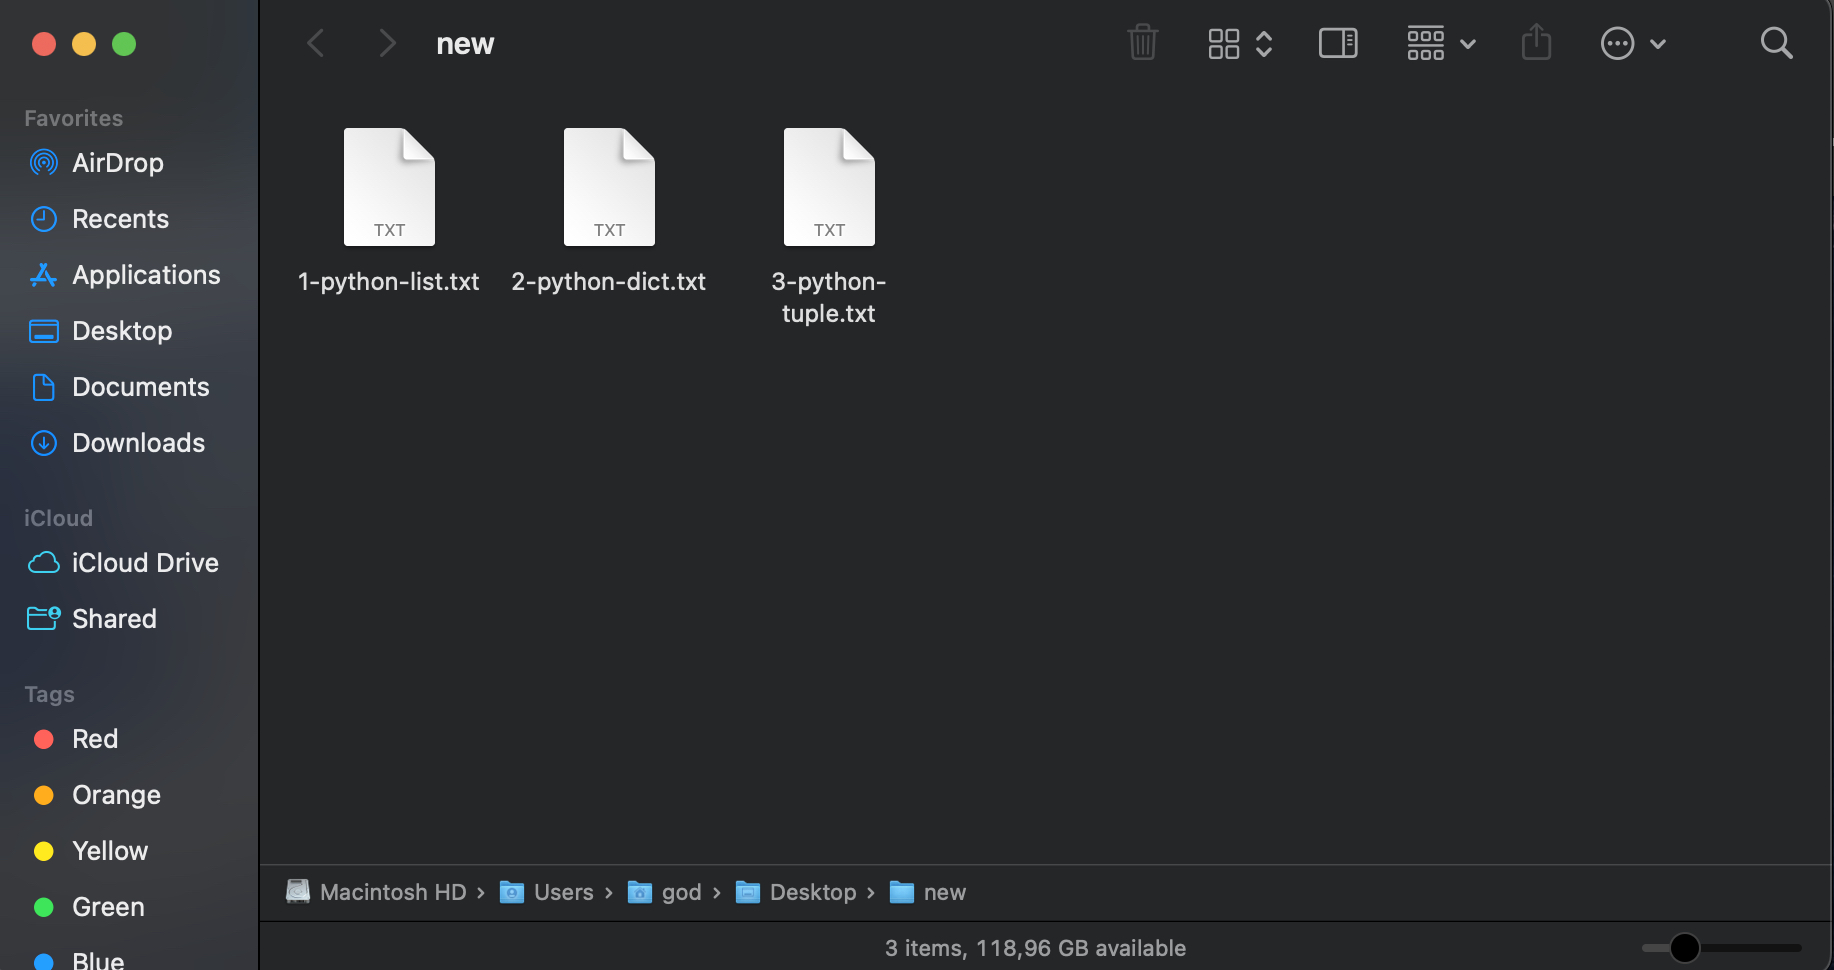 new
Favorites
AirDrop
Recents
Applications
Desktop
Documents
Downloads
iCloud
iCloud Drive
Shared
Tags
Red
Orange
Yellow
Green
Blue
TXT
TXT
TXT
1-python-list.txt
2-python-dict.txt
3-python-
tuple.txt
Macintosh HD › Users › god › Desktop › new
3 items, 118,96 GB available